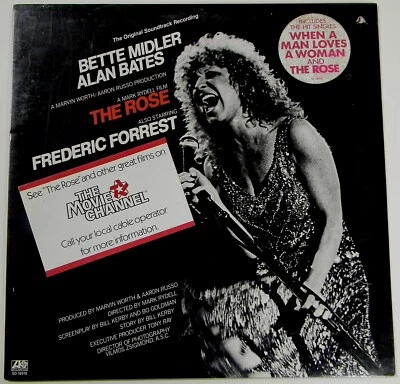 The Original Soundtrack Recording
BETTE MIDLER
ALAN BATES
A MARVIN WORTH/AARON RUSSO PRODUCTION
A MARK RYDELL FILM
THE ROSE
ALSO STARRING
FREDERIC FORREST
INCLUDES
THE HIT SINGLES
WHEN A
MAN LOVES
A WOMAN
AND
THE ROSE
See "The Rose" and other great films on
THE
MOVIE
CHANNEL
Call your local cable operator
for more information.
PRODUCED BY MARVIN WORTH & AARON RUSSO
DIRECTED BY MARK RYDELL
SCREENPLAY BY BILL KERBY AND BO GOLDMAN
STORY BY BILL KERBY
EXECUTIVE PRODUCER TONY RAY
DIRECTOR OF PHOTOGRAPHY
VILMOS ZSIGMOND, A.S.C.
SD 16010